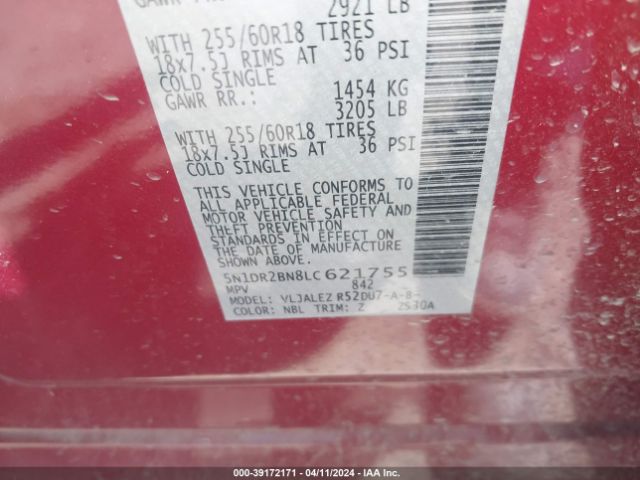 2921 LB
WITH 255/60R18 TIRES
18x7.5J RIMS AT 36 PSI
COLD SINGLE
GAWR RR.: 1454 KG
3205 LB
WITH 255/60R18 TIRES
18x7.5J RIMS AT 36 PSI
COLD SINGLE
THIS VEHICLE CONFORMS TO
ALL APPLICABLE FEDERAL
MOTOR VEHICLE SAFETY AND
THEFT PREVENTION
STANDARDS IN EFFECT ON
THE DATE OF MANUFACTURE
SHOWN ABOVE.
5N1DR2BN8LC621755
MPV 842
MODEL: VLJALEZ R52DU7-A-B-
COLOR: NBL TRIM: Z 2530A
000-39172171 - 04/11/2024 - IAA Inc.